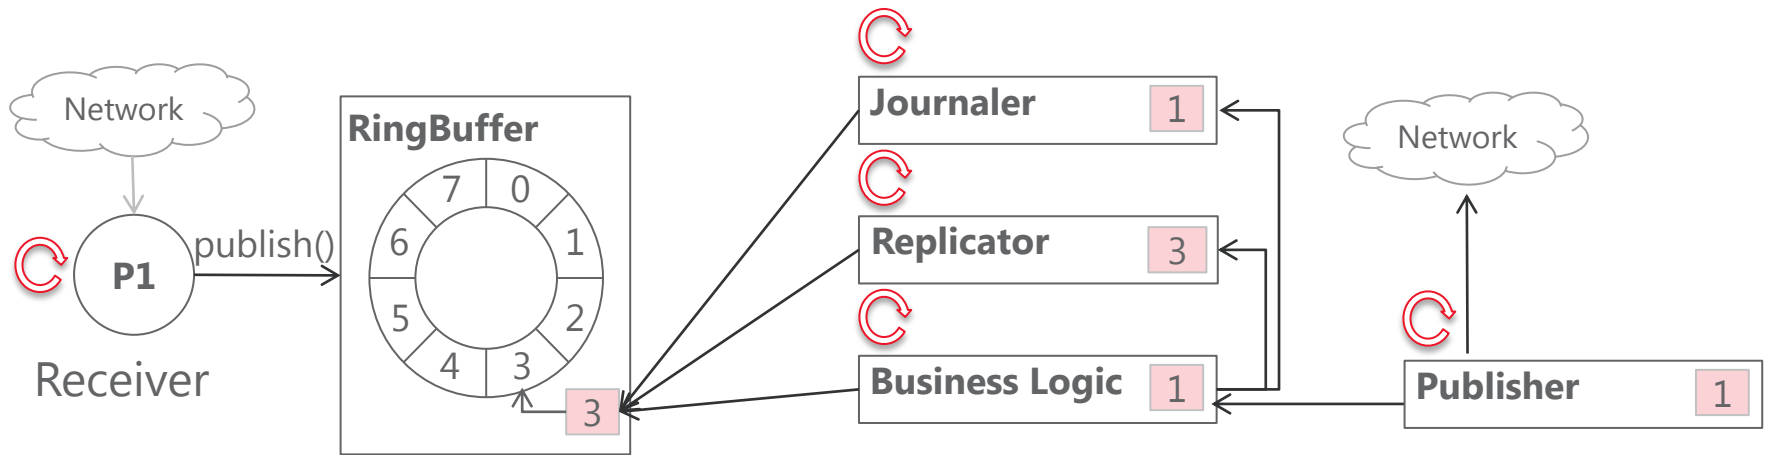 Network
P1
Receiver
publish()
RingBuffer
7
0
6
1
5
2
4
3
3
Journaler
1
Replicator
3
Business Logic
1
Network
Publisher
1